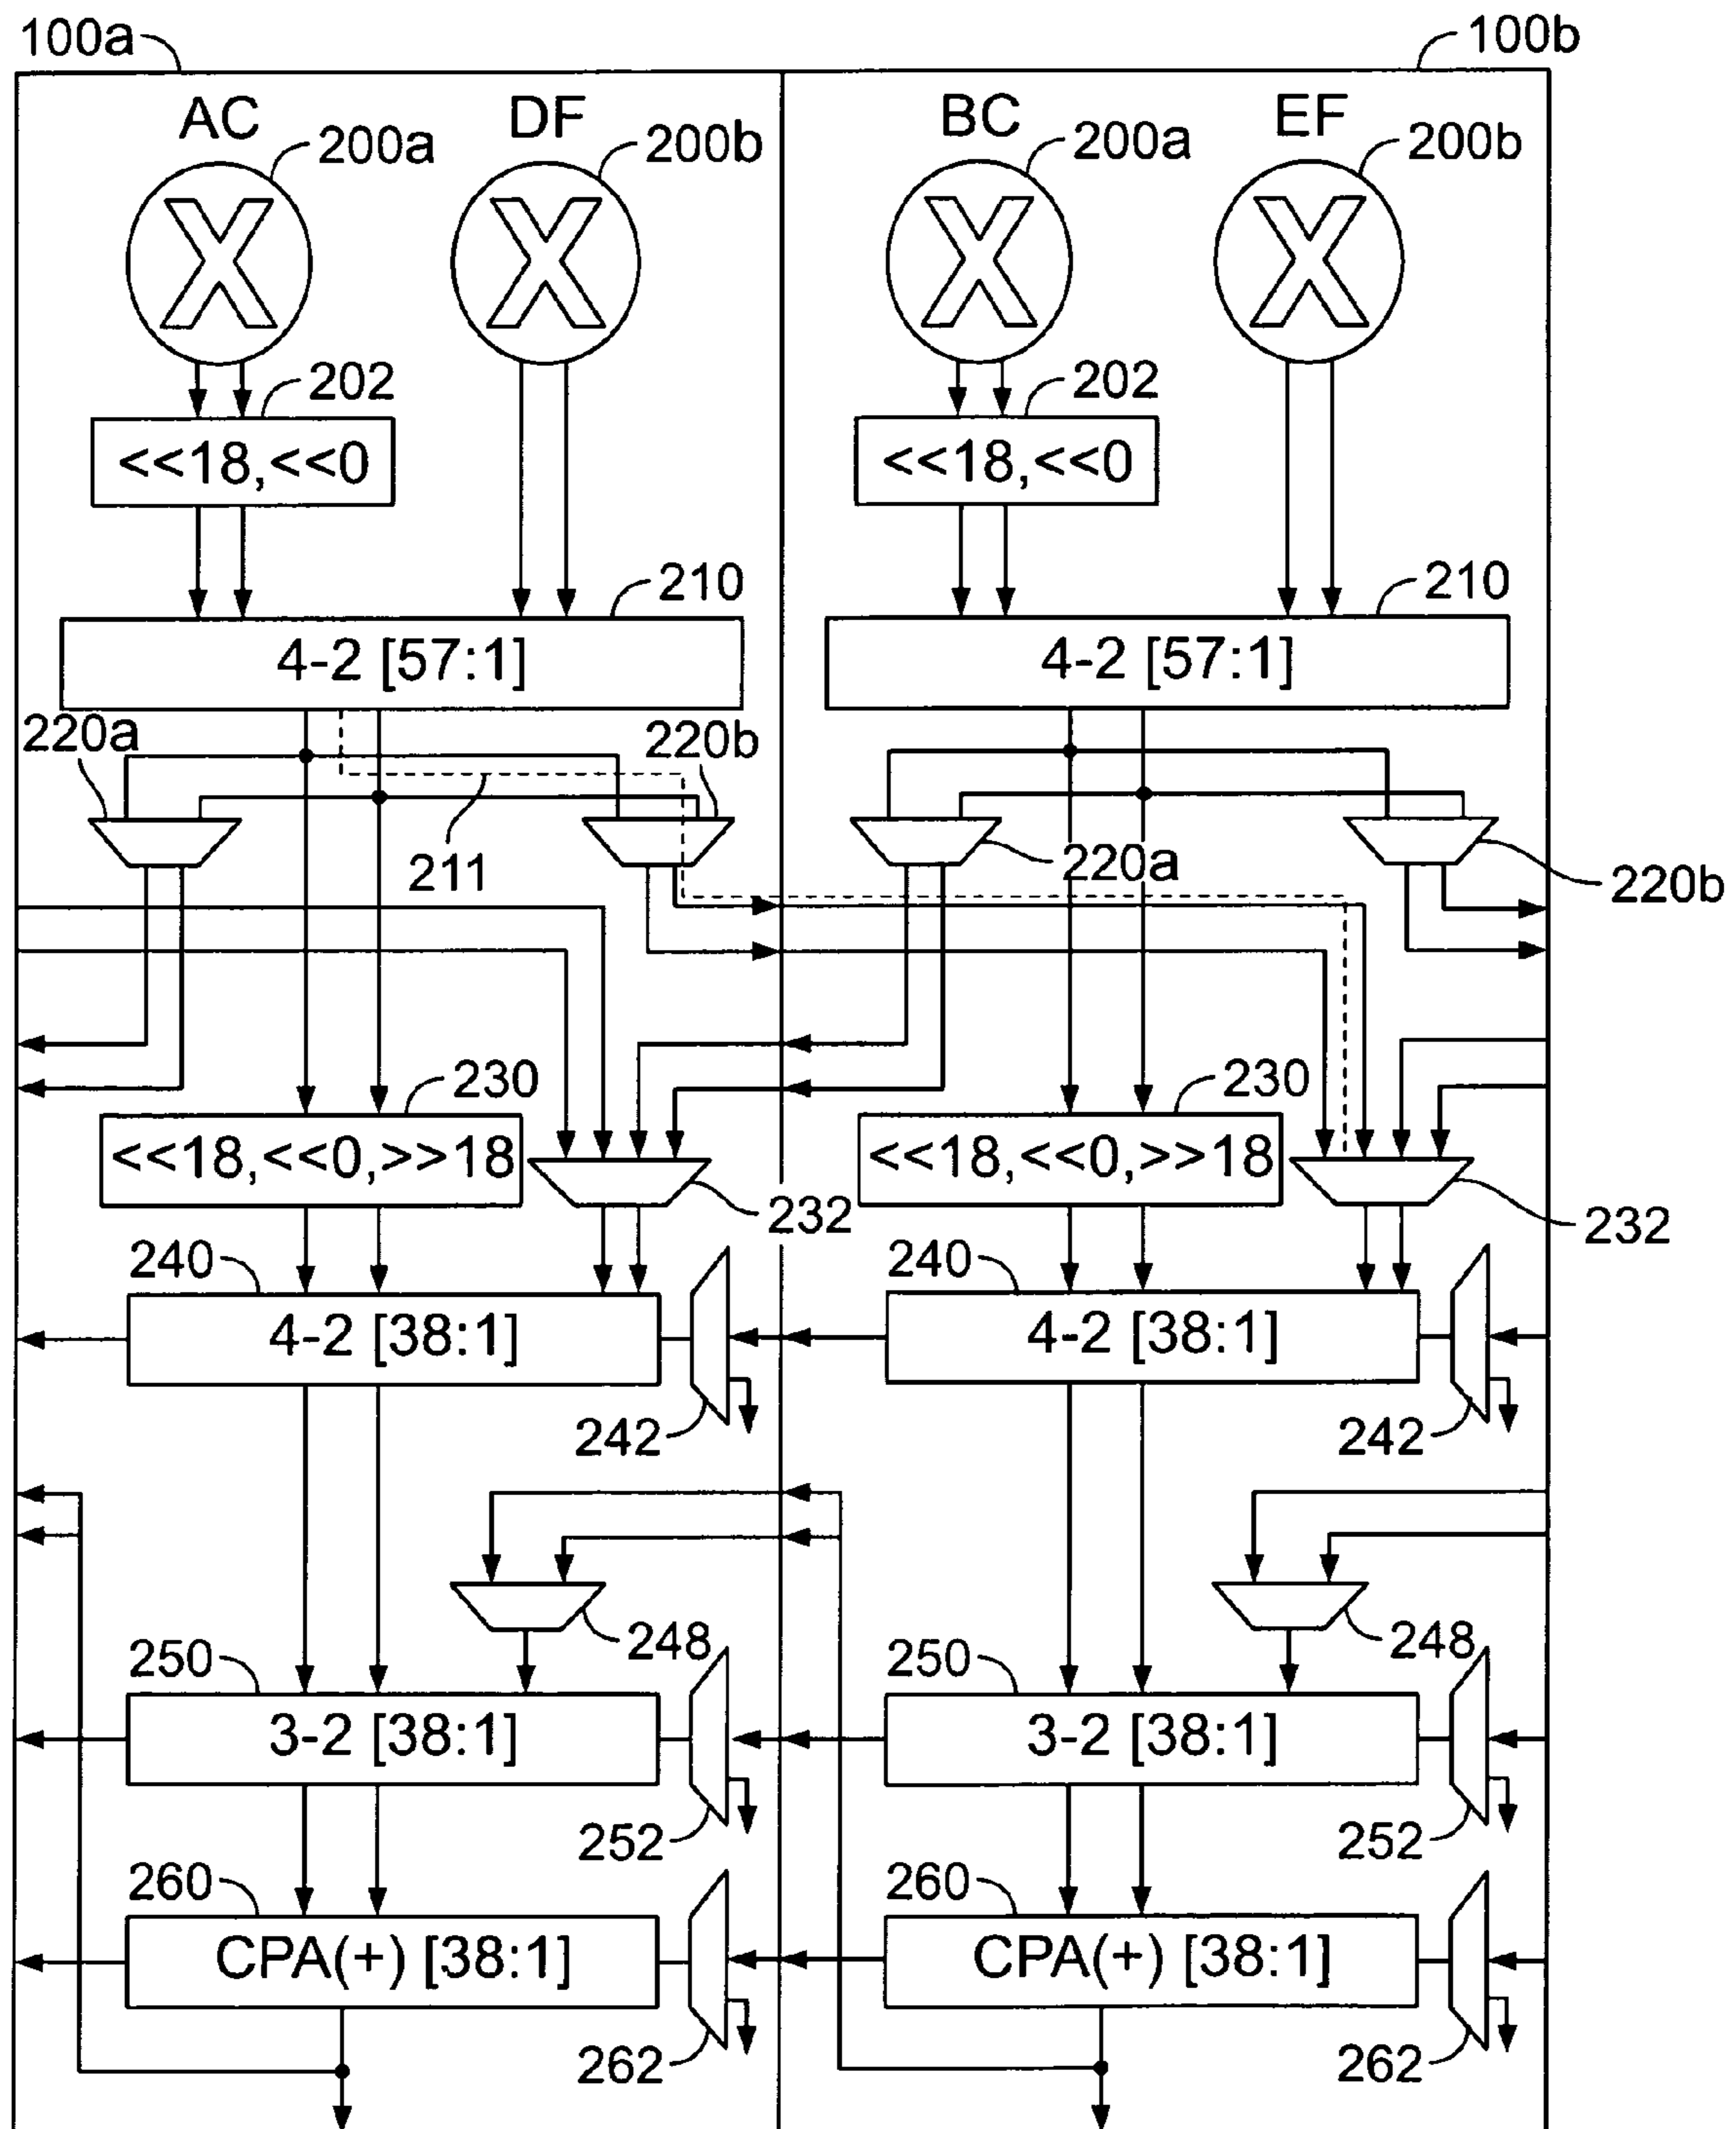 100a 100b
AC DF BC EF
200a 200b 200a 200b
X X X X
202 202
<<18,<<0 <<18,<<0
210 210
4-2 [57:1] 4-2 [57:1]
220a 220b
211 220a 220b
230 230
<<18,<<0,>>18 <<18,<<0,>>18
232 232
240 240
4-2 [38:1] 4-2 [38:1]
242 242
248 248
250 250
3-2 [38:1] 3-2 [38:1]
252 252
260 260
CPA(+) [38:1] CPA(+) [38:1]
262 262